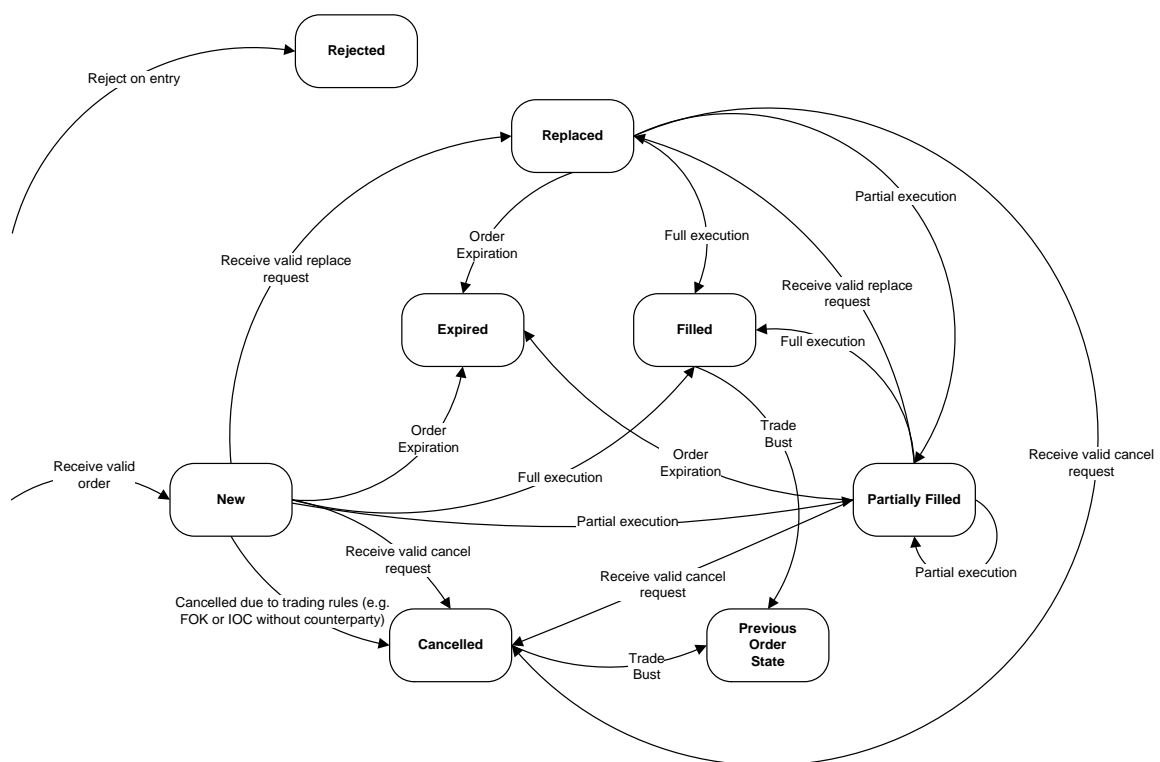 Rejected
Reject on entry
Replaced
Partial execution
Order
Expiration
Full execution
Receive valid replace
request
Receive valid replace
request
Expired
Filled
Full execution
Order
Expiration
Trade
Bust
Receive valid cancel
request
Order
Expiration
Receive valid
order
Full execution
New
Partially Filled
Partial execution
Receive valid cancel
request
Receive valid cancel
request
Partial execution
Cancelled due to trading rules (e.g.
FOK or IOC without counterparty)
Cancelled
Previous
Order
State
Trade
Bust